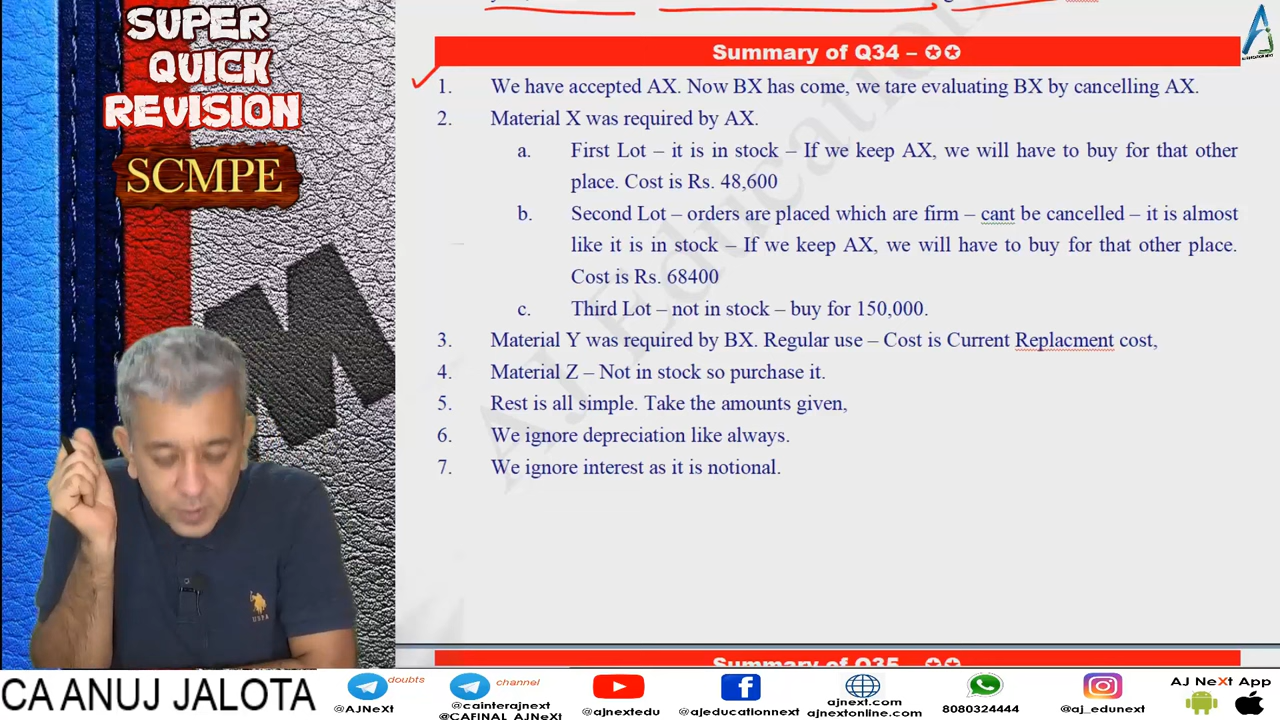 SUPER
QUICK
REVISION
SCMPE
Summary of Q34 – ✪✪
1. We have accepted AX. Now BX has come, we tare evaluating BX by cancelling AX.
2. Material X was required by AX.
a. First Lot – it is in stock – If we keep AX, we will have to buy for that other
place. Cost is Rs. 48,600
b. Second Lot – orders are placed which are firm – cant be cancelled – it is almost
like it is in stock – If we keep AX, we will have to buy for that other place.
Cost is Rs. 68400
c. Third Lot – not in stock – buy for 150,000.
3. Material Y was required by BX. Regular use – Cost is Current Replacment cost,
4. Material Z – Not in stock so purchase it.
5. Rest is all simple. Take the amounts given,
6. We ignore depreciation like always.
7. We ignore interest as it is notional.
AJ Education
USPA
Summary of Q35 – ✪✪
CA ANUJ JALOTA
doubts
@AJNeXt
channel
@cainterajnext
@CAFINAL_AJNeXt
@ajnextedu
@ajeducationnext
ajnext.com
ajnextonline.com
8080324444
@aj_edunext
AJ NeXt App